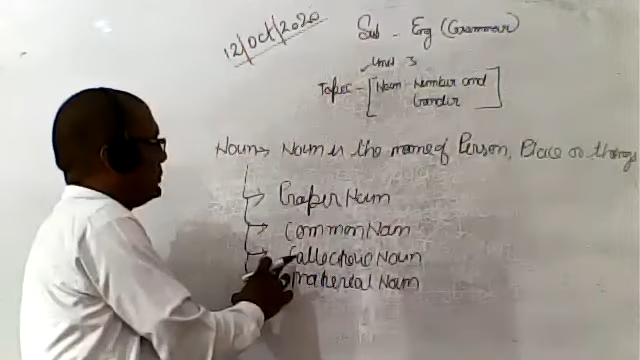 12/Oct/2020
Sub - Eng (Grammar)
Unit 3
Topic - [Noun - Number and
Gender]
Noun → Noun is the name of Person, Place or things
→ Proper Noun
→ Common Noun
→ Collective Noun
Material Noun